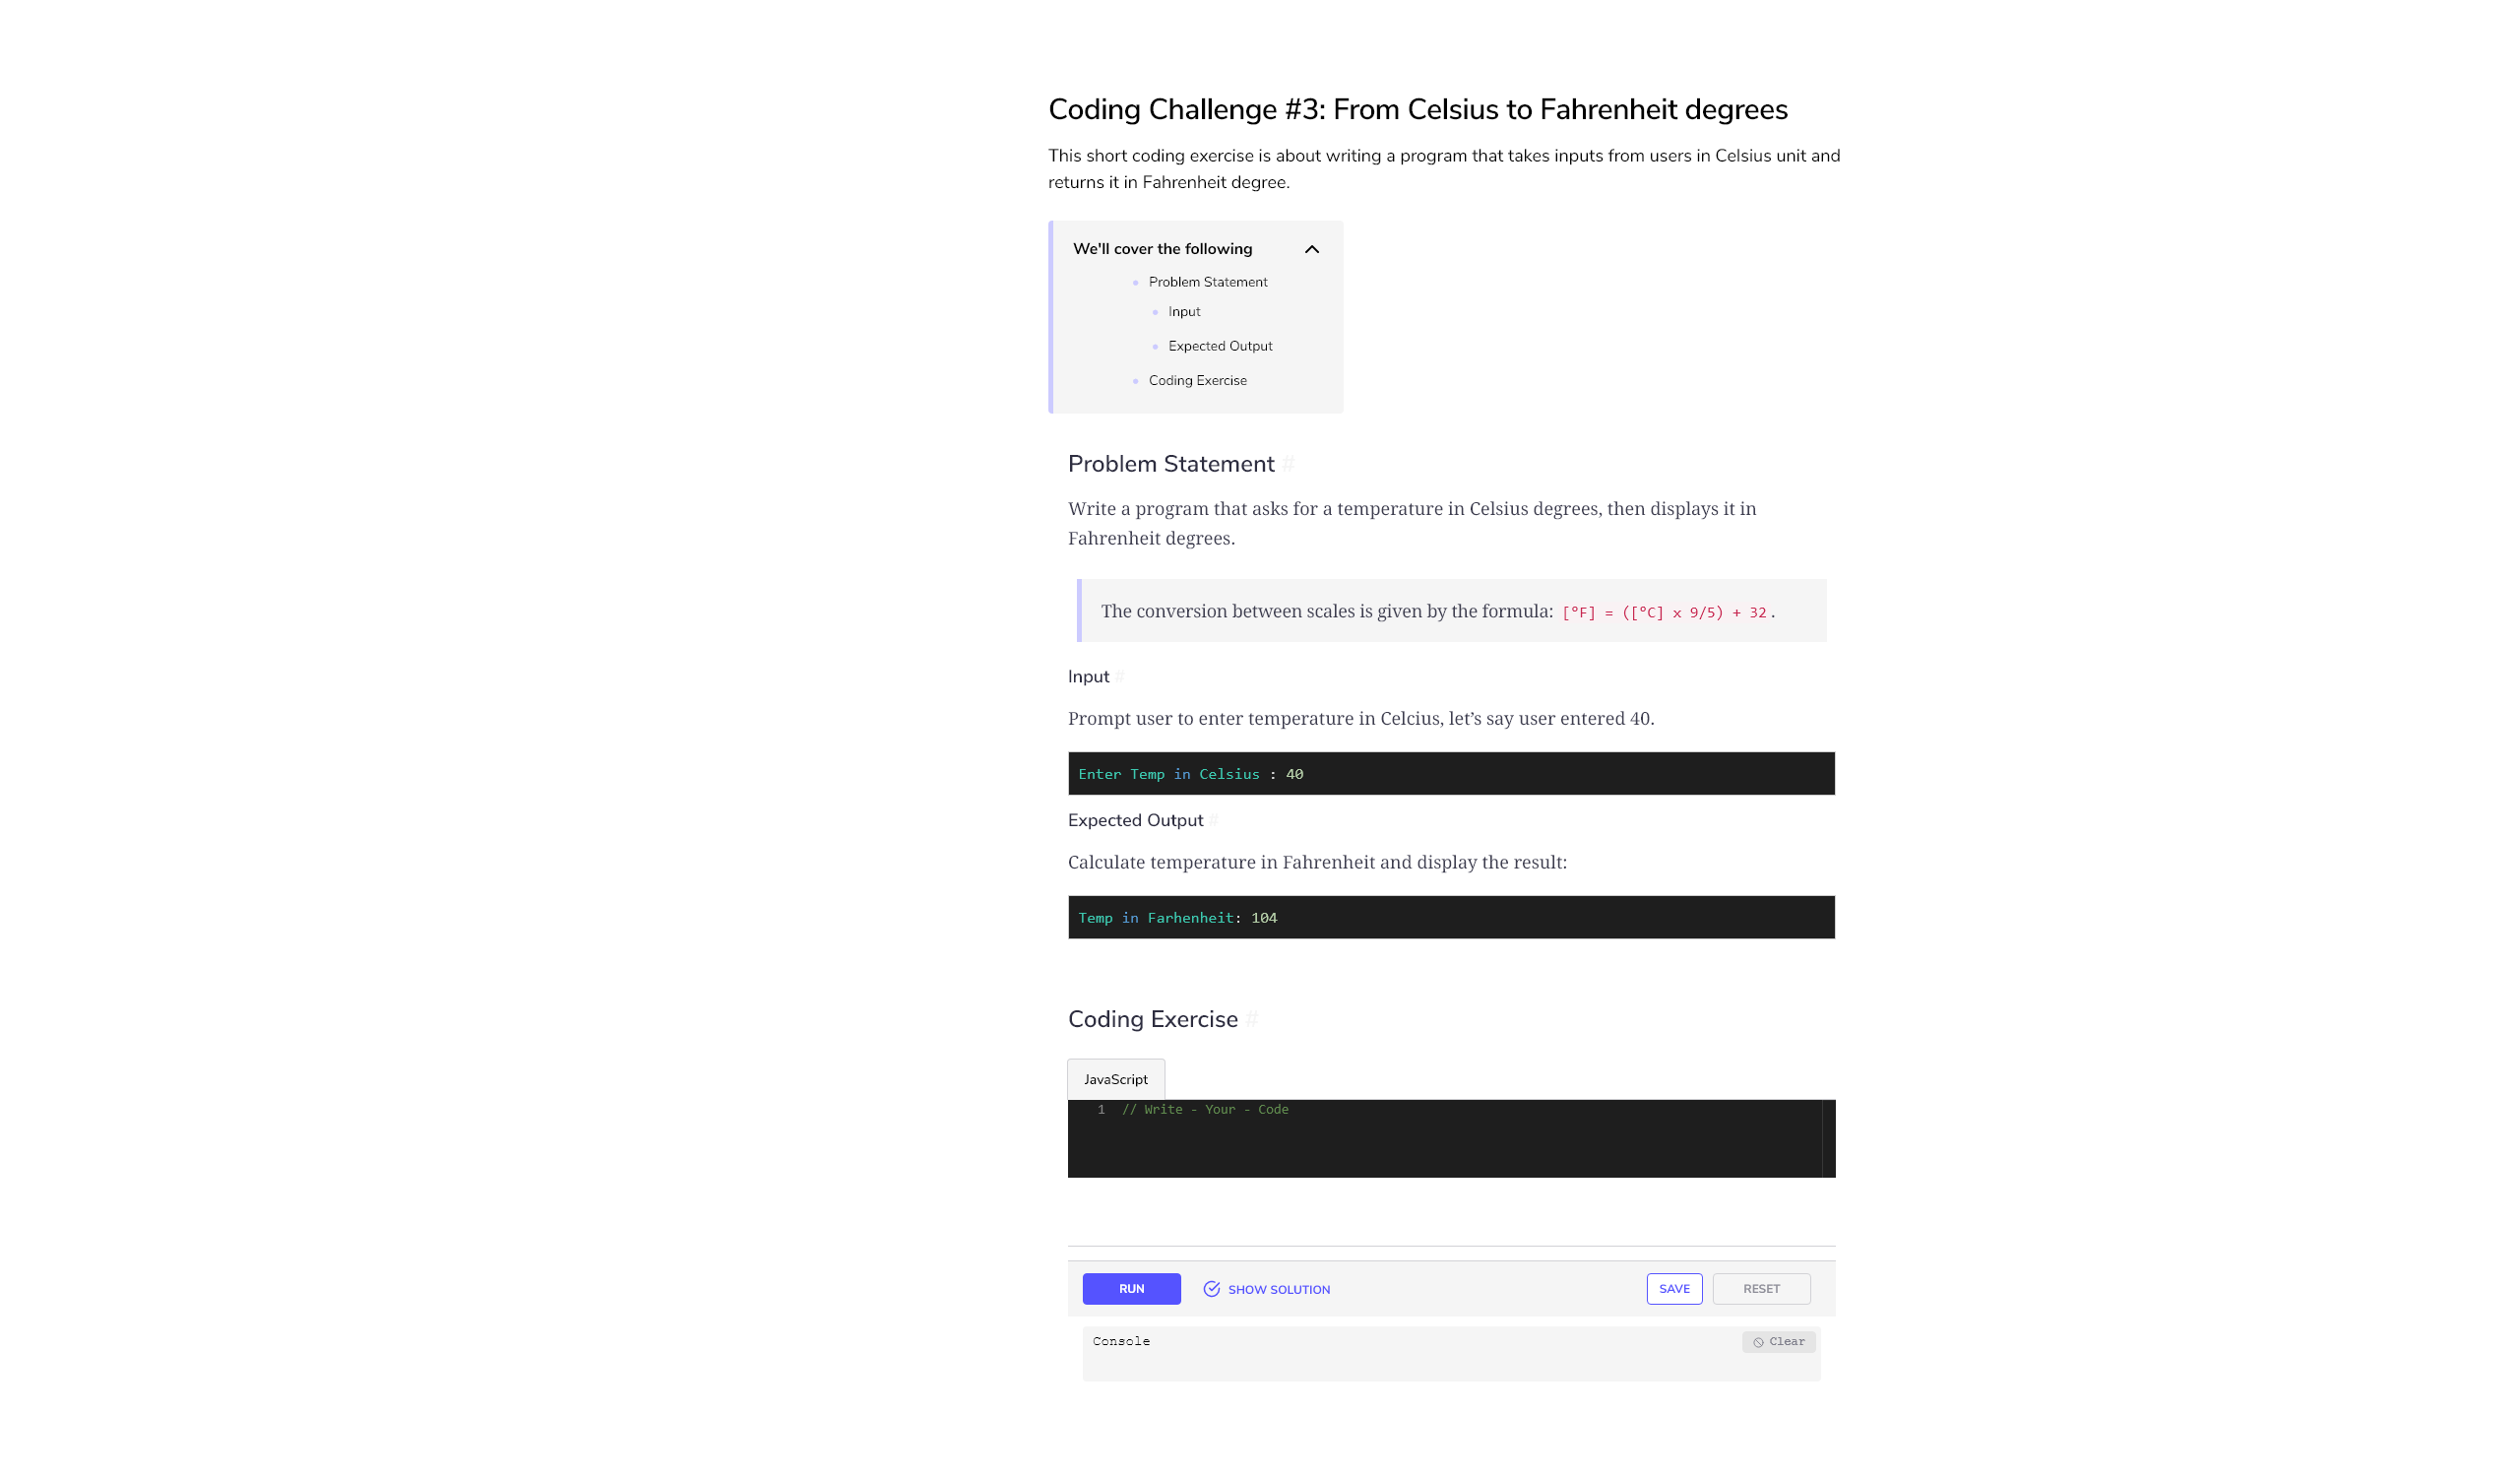 Coding Challenge #3: From Celsius to Fahrenheit degrees
This short coding exercise is about writing a program that takes inputs from users in Celsius unit and
returns it in Fahrenheit degree.
We'll cover the following
Problem Statement
Input
Expected Output
Coding Exercise
Problem Statement #
Write a program that asks for a temperature in Celsius degrees, then displays it in
Fahrenheit degrees.
The conversion between scales is given by the formula: [°F] = ([°C] x 9/5) + 32.
Input #
Prompt user to enter temperature in Celcius, let’s say user entered 40.
Enter Temp in Celsius : 40
Expected Output #
Calculate temperature in Fahrenheit and display the result:
Temp in Farhenheit: 104
Coding Exercise #
JavaScript
1 // Write - Your - Code
RUN SHOW SOLUTION SAVE RESET
Console Clear